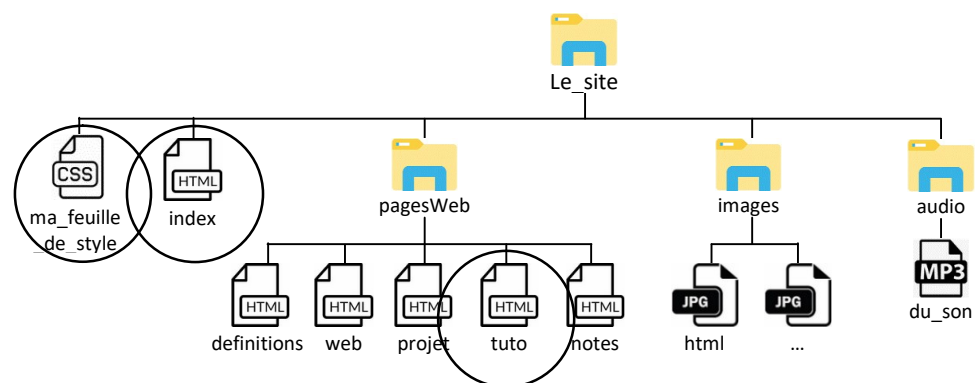 Le_site
CSS
HTML
ma_feuille
_de_style
index
pagesWeb
images
audio
HTML
HTML
HTML
HTML
HTML
JPG
JPG
MP3
definitions
web
projet
tuto
notes
html
...
du_son